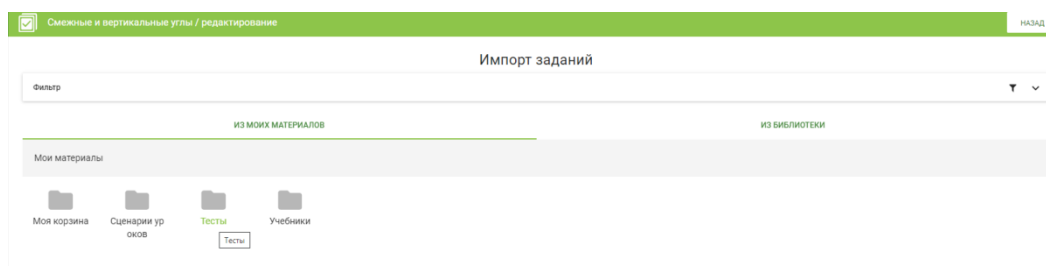 Смежные и вертикальные углы / редактирование
НАЗАД
Импорт заданий
Фильтр
ИЗ МОИХ МАТЕРИАЛОВ
ИЗ БИБЛИОТЕКИ
Мои материалы
Моя корзина
Сценарии ур
оков
Тесты
Учебники
Тесты